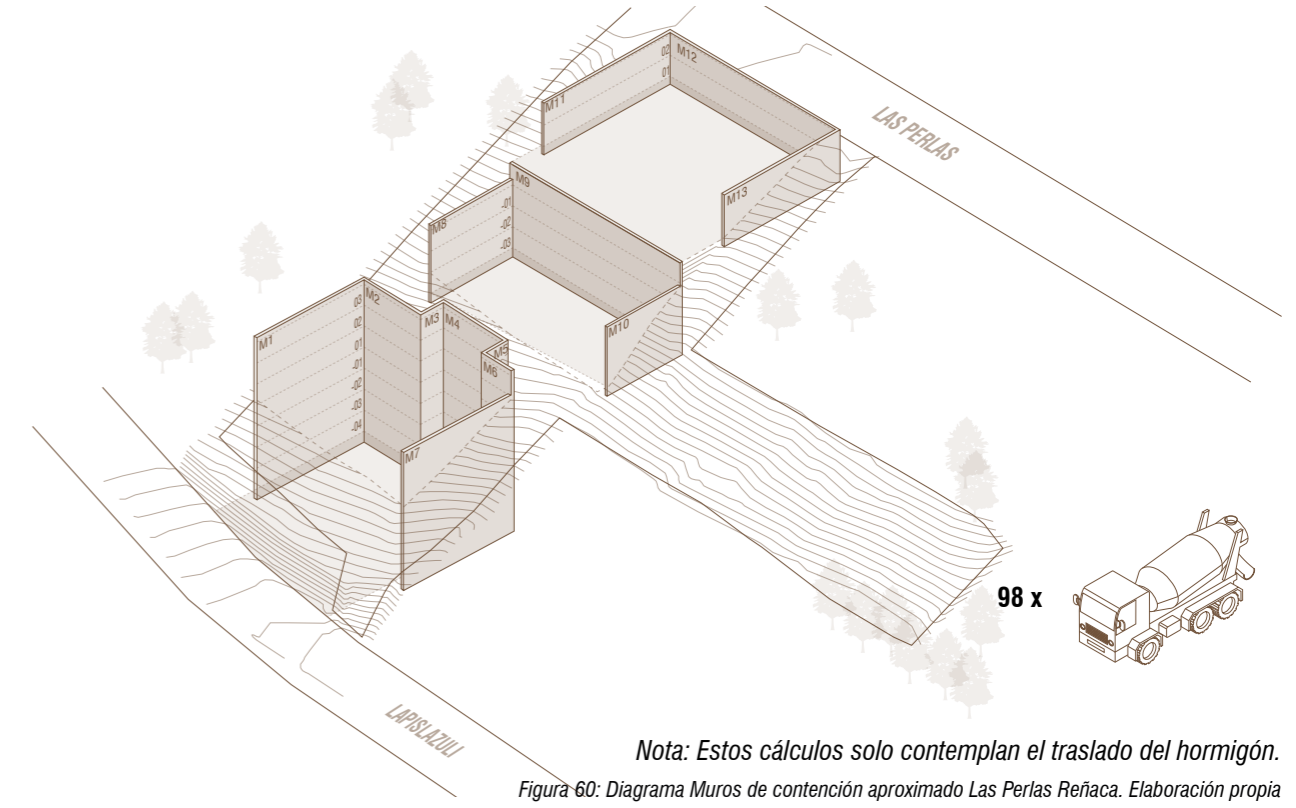 02
M12
01
M11
LAS PERLAS
M9
M13
-01
M8
-02
-03
03
M2
02
M3
M4
M10
M1
01
M5
-01
M6
-02
-03
-04
M7
98 x
LAPISLAZULI
Nota: Estos cálculos solo contemplan el traslado del hormigón.
Figura 60: Diagrama Muros de contención aproximado Las Perlas Reñaca. Elaboración propia